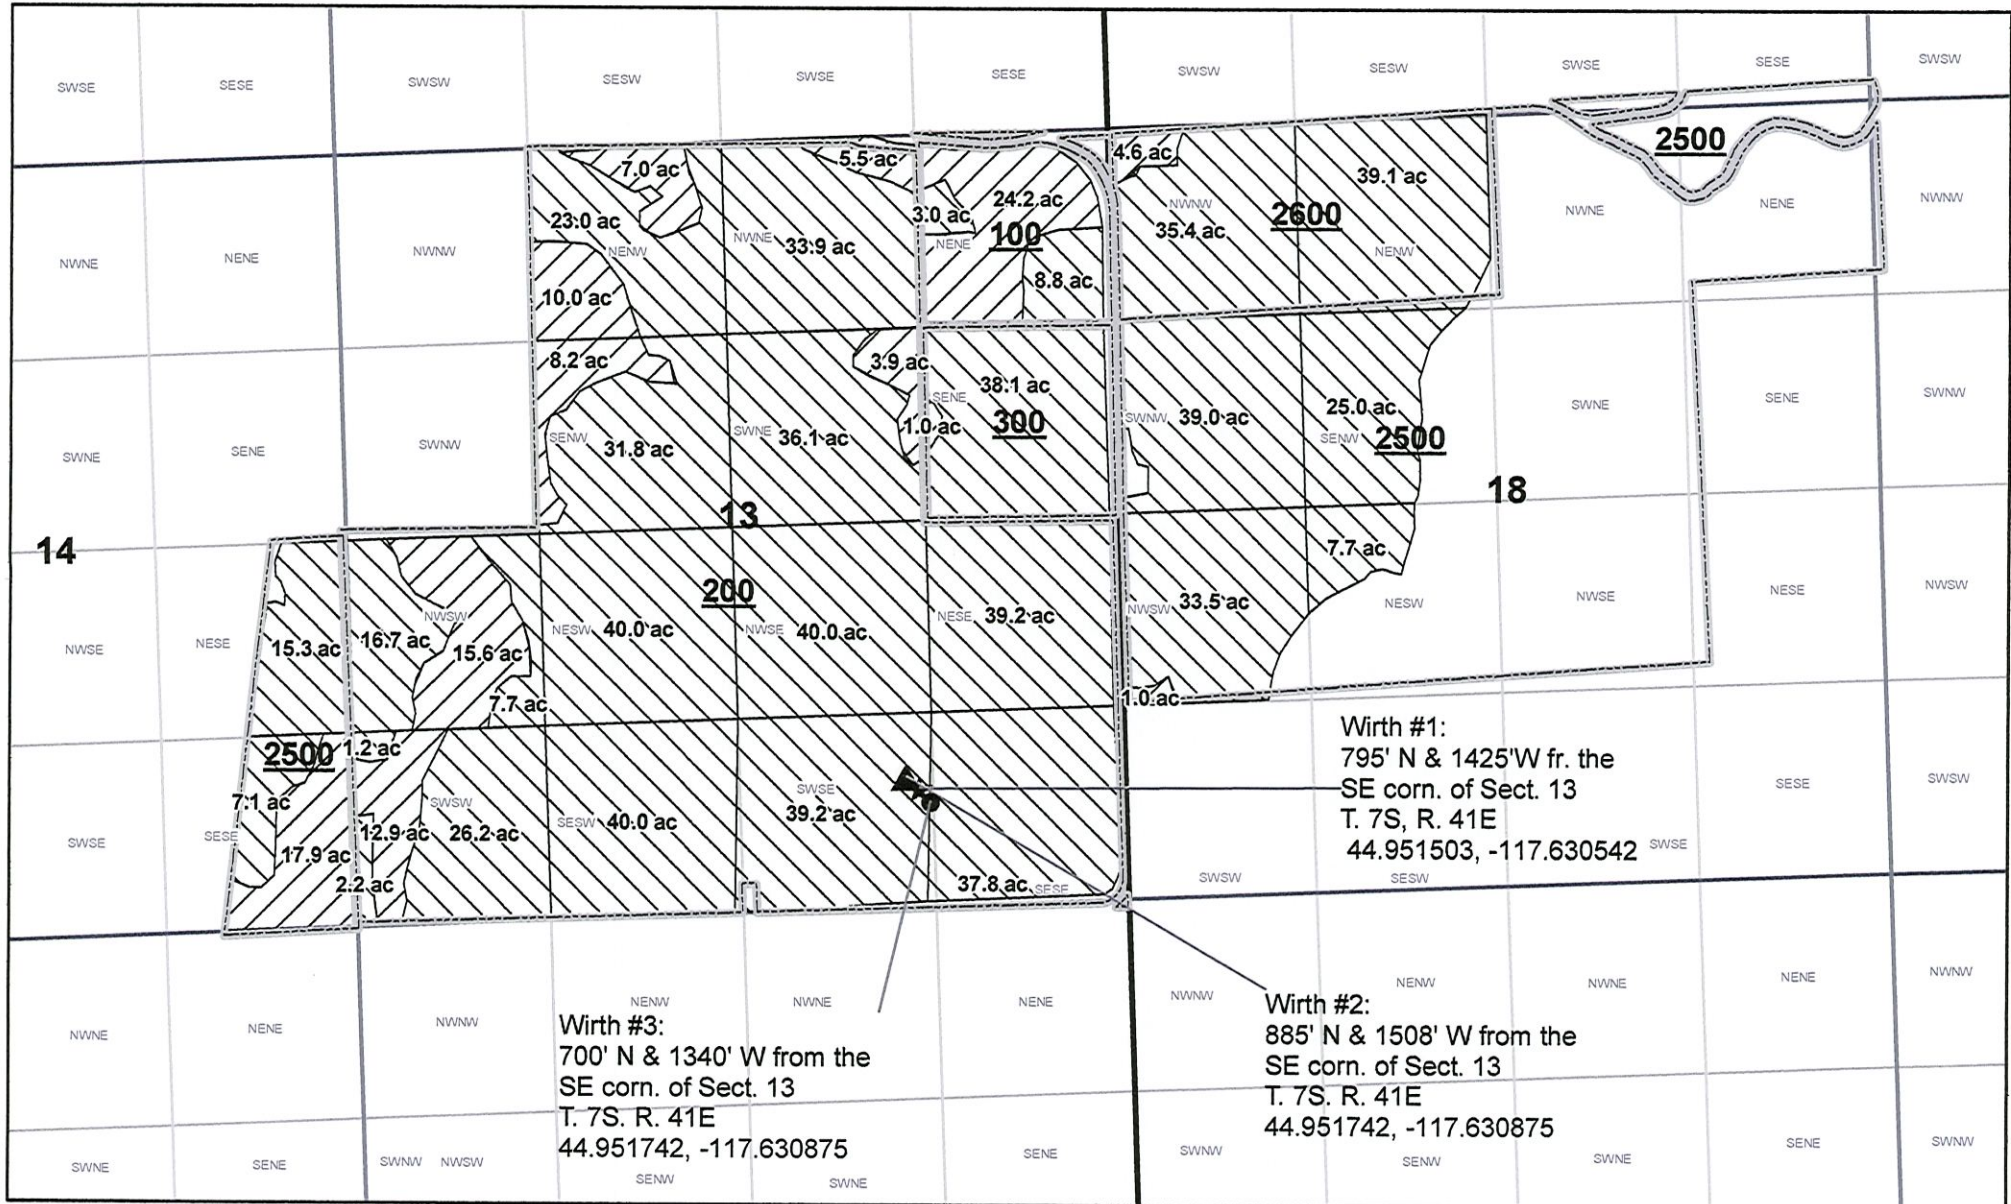 SWSE SESE SWSW SESW SWSE SESE SWSW SESW SWSE SESE SWSW
2500
7.0 ac 5.5 ac 4.6 ac
39.1 ac
23.0 ac 3.0 ac 24.2 ac NWNW 2600 NWNE NENE NWNW
NWNE NENE NWNW NENW NWNE 33.9 ac NENE 100 35.4 ac NENW
10.0 ac 8.8 ac
8.2 ac 3.9 ac
38.1 ac
SENE SWNW 39.0 ac 25.0 ac SWNE SENE SWNW
SWNE SENE SWNW SENW 31.8 ac SWNE 36.1 ac 1.0 ac 300 SENW 2500
13 18
14
7.7 ac
200
NWSE NESE 15.3 ac 16.7 ac NWSW 15.6 ac NESW 40.0 ac NWSE 40.0 ac NESE 39.2 ac NWSW 33.5 ac NESW NWSE NESE NWSW
7.7 ac 1.0 ac
2500 1.2 ac
7.1 ac SWSW SWSE SESE SWSW
SWSE SESE 17.9 ac 12.9 ac 26.2 ac SESW 40.0 ac 39.2 ac SWSE
2.2 ac 37.8 ac SESE SWSW SESW
Wirth #1:
795' N & 1425'W fr. the
SE corn. of Sect. 13
T. 7S, R. 41E
44.951503, -117.630542
NWNE NENE NWNW NENW NWNE NENE NWNW NENW NWNE NENE NWNW
Wirth #3:
700' N & 1340' W from the
SE corn. of Sect. 13
T. 7S. R. 41E
44.951742, -117.630875
Wirth #2:
885' N & 1508' W from the
SE corn. of Sect. 13
T. 7S. R. 41E
44.951742, -117.630875
SWNE SENE SWNW NWSW SENW SWNE SENE SWNW SENW SWNE SENE SWNW